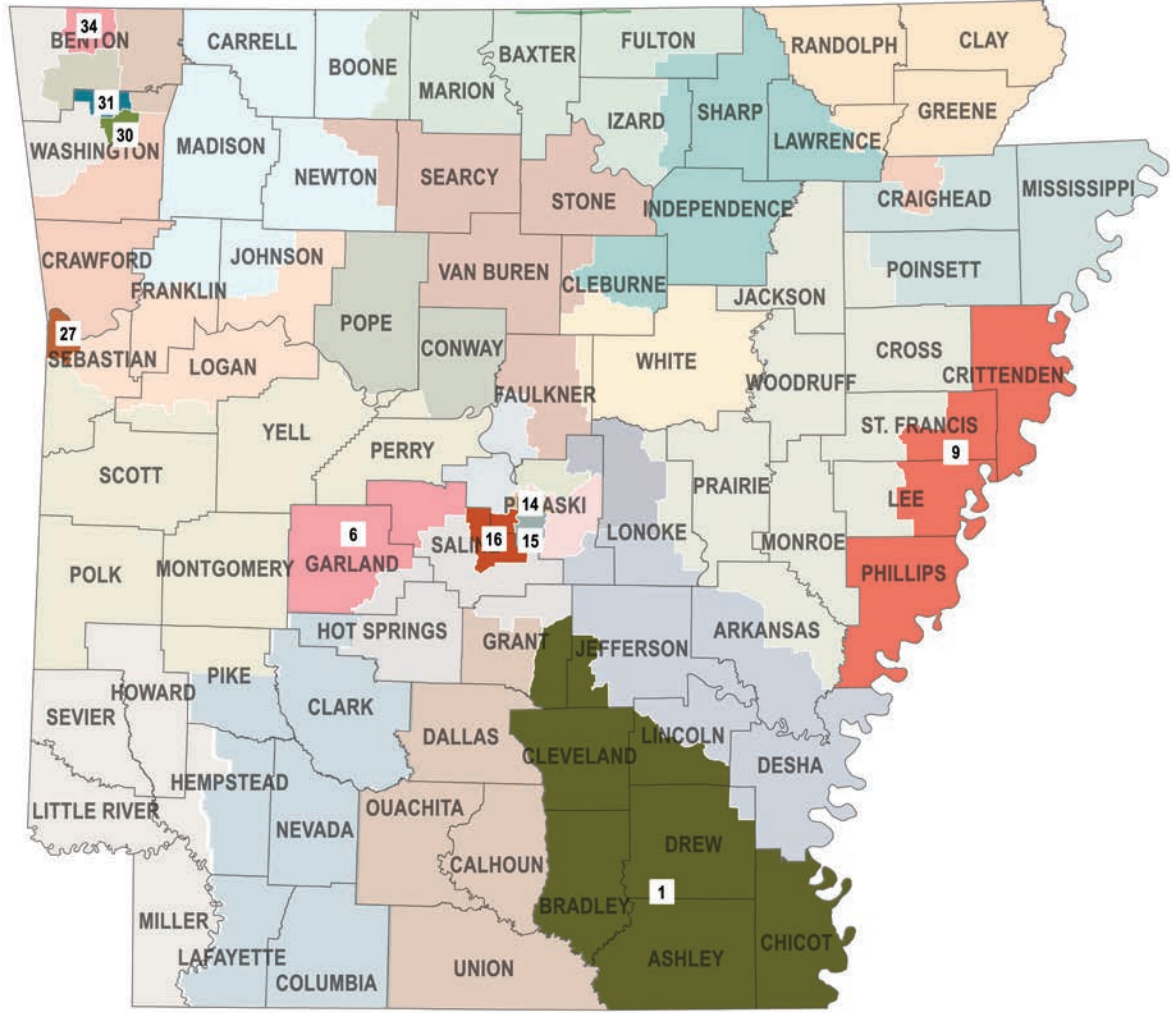 34
BENTON
CARRELL
BOONE
MARION
BAXTER
FULTON
RANDOLPH
CLAY
31
30
WASHINGTON
MADISON
NEWTON
SEARCY
STONE
IZARD
SHARP
LAWRENCE
GREENE
INDEPENDENCE
CRAIGHEAD
MISSISSIPPI
CRAWFORD
FRANKLIN
JOHNSON
VAN BUREN
CLEBURNE
JACKSON
POINSETT
27
SEBASTIAN
LOGAN
POPE
CONWAY
FAULKNER
WHITE
WOODRUFF
CROSS
CRITTENDEN
SCOTT
YELL
PERRY
ST. FRANCIS
9
LEE
PRAIRIE
6
GARLAND
SALIN
16
14
15
P ASKI
LONOKE
MONROE
POLK
MONTGOMERY
PHILLIPS
HOT SPRINGS
GRANT
JEFFERSON
ARKANSAS
HOWARD
PIKE
SEVIER
CLARK
DALLAS
CLEVELAND
LINCOLN
DESHA
LITTLE RIVER
HEMPSTEAD
NEVADA
OUACHITA
CALHOUN
BRADLEY
DREW
1
MILLER
LAFAYETTE
COLUMBIA
UNION
ASHLEY
CHICOT